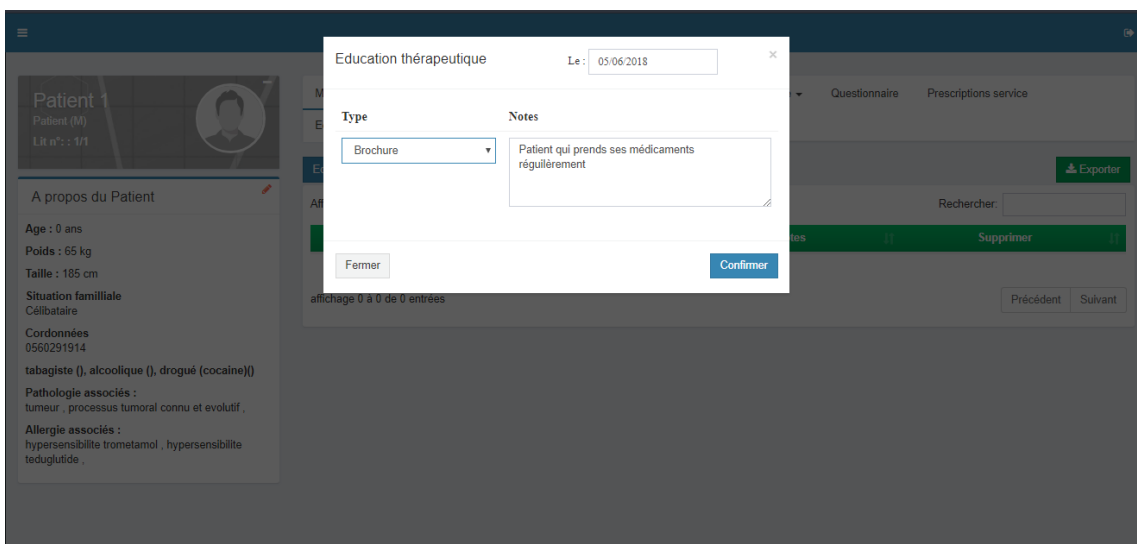 Education thérapeutique
Le : 05/06/2018
×
Type Notes
Brochure
Patient qui prends ses médicaments
réguilèrement
Fermer Confirmer
Patient 1
Patient (M)
Lit n°: : 1/1
A propos du Patient
Age : 0 ans
Poids : 65 kg
Taille : 185 cm
Situation familliale
Célibataire
Cordonnées
0560291914
tabagiste (), alcoolique (), drogué (cocaine)()
Pathologie associés :
tumeur , processus tumoral connu et evolutif ,
Allergie associés :
hypersensibilite trometamol , hypersensibilite
teduglutide ,
Questionnaire Prescriptions service
Exporter
Rechercher:
Supprimer
affichage 0 à 0 de 0 entrées
Précédent Suivant